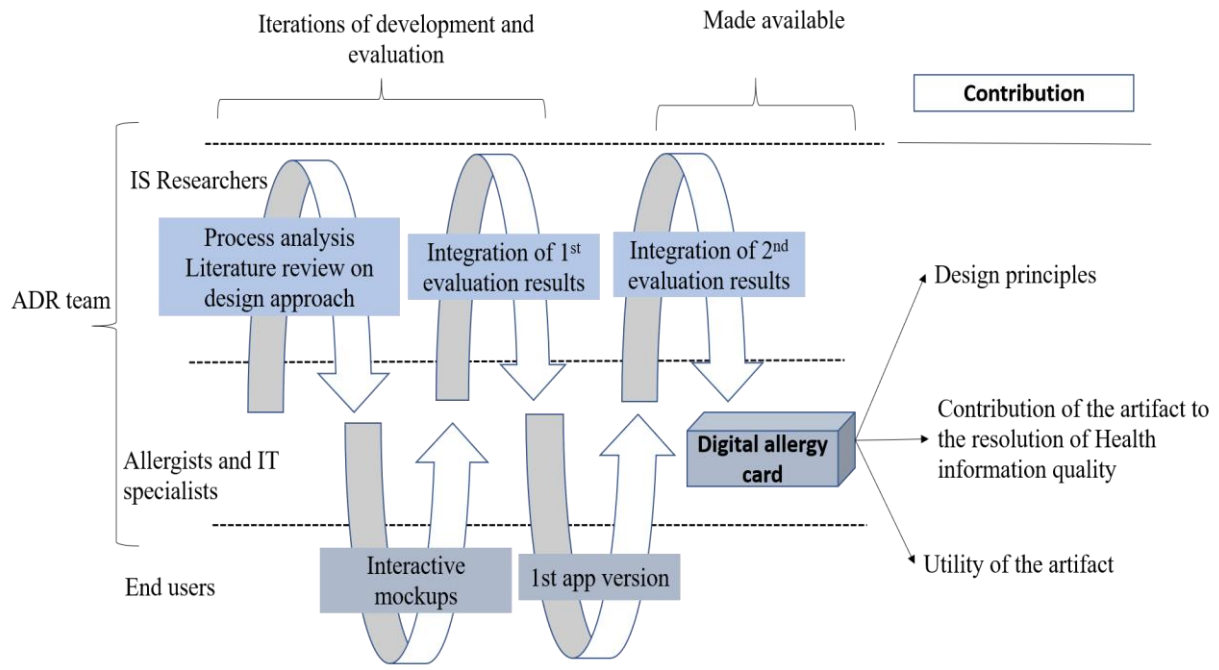 Iterations of development and
evaluation
Made available
Contribution
IS Researchers
Process analysis
Literature review on
design approach
Integration of 1st
evaluation results
Integration of 2nd
evaluation results
Design principles
ADR team
Contribution of the artifact to
the resolution of Health
information quality
Digital allergy
card
Allergists and IT
specialists
Utility of the artifact
Interactive
mockups
1st app version
End users